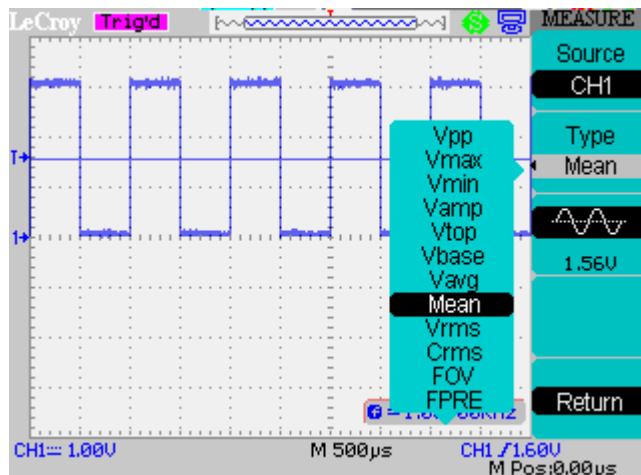 LeCroy Trig'd MEASURE
Source
CH1
Type
Mean
1.56V
Return
Vpp
Vmax
Vmin
Vamp
Vtop
Vbase
Vavg
Mean
Vrms
Crms
FOV
FPRE
T
1
f
CH1 1.00V M 500µs CH1 1.60V
M Pos:0.00µs